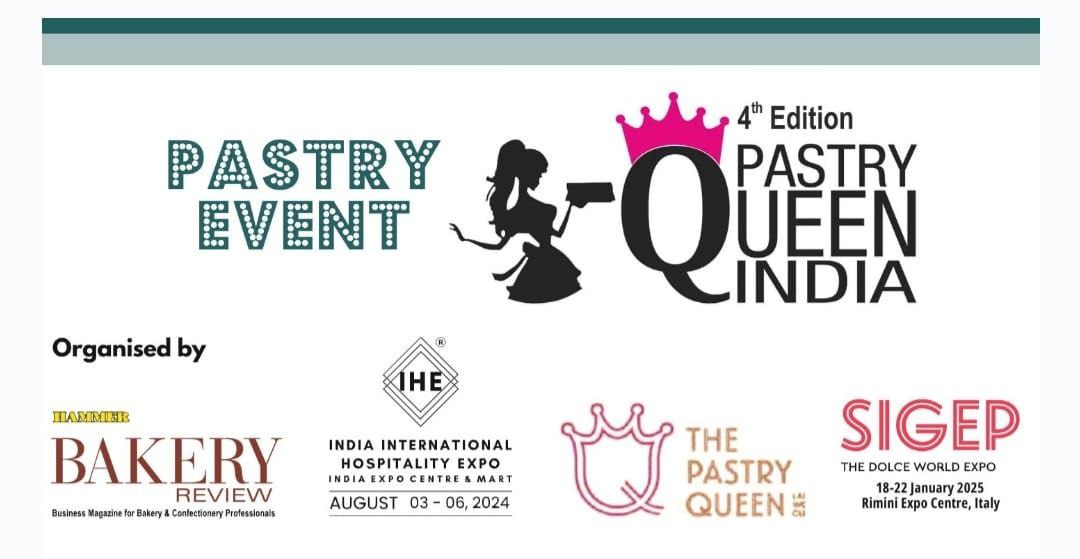 PASTRY
EVENT
4th Edition
PASTRY
QUEEN
INDIA
Organised by
HAMMER
BAKERY
REVIEW
Business Magazine for Bakery & Confectionery Professionals
®
IHE
INDIA INTERNATIONAL
HOSPITALITY EXPO
INDIA EXPO CENTRE & MART
AUGUST 03 - 06, 2024
THE
PASTRY
QUEEN
SIGEP
THE DOLCE WORLD EXPO
18-22 January 2025
Rimini Expo Centre, Italy